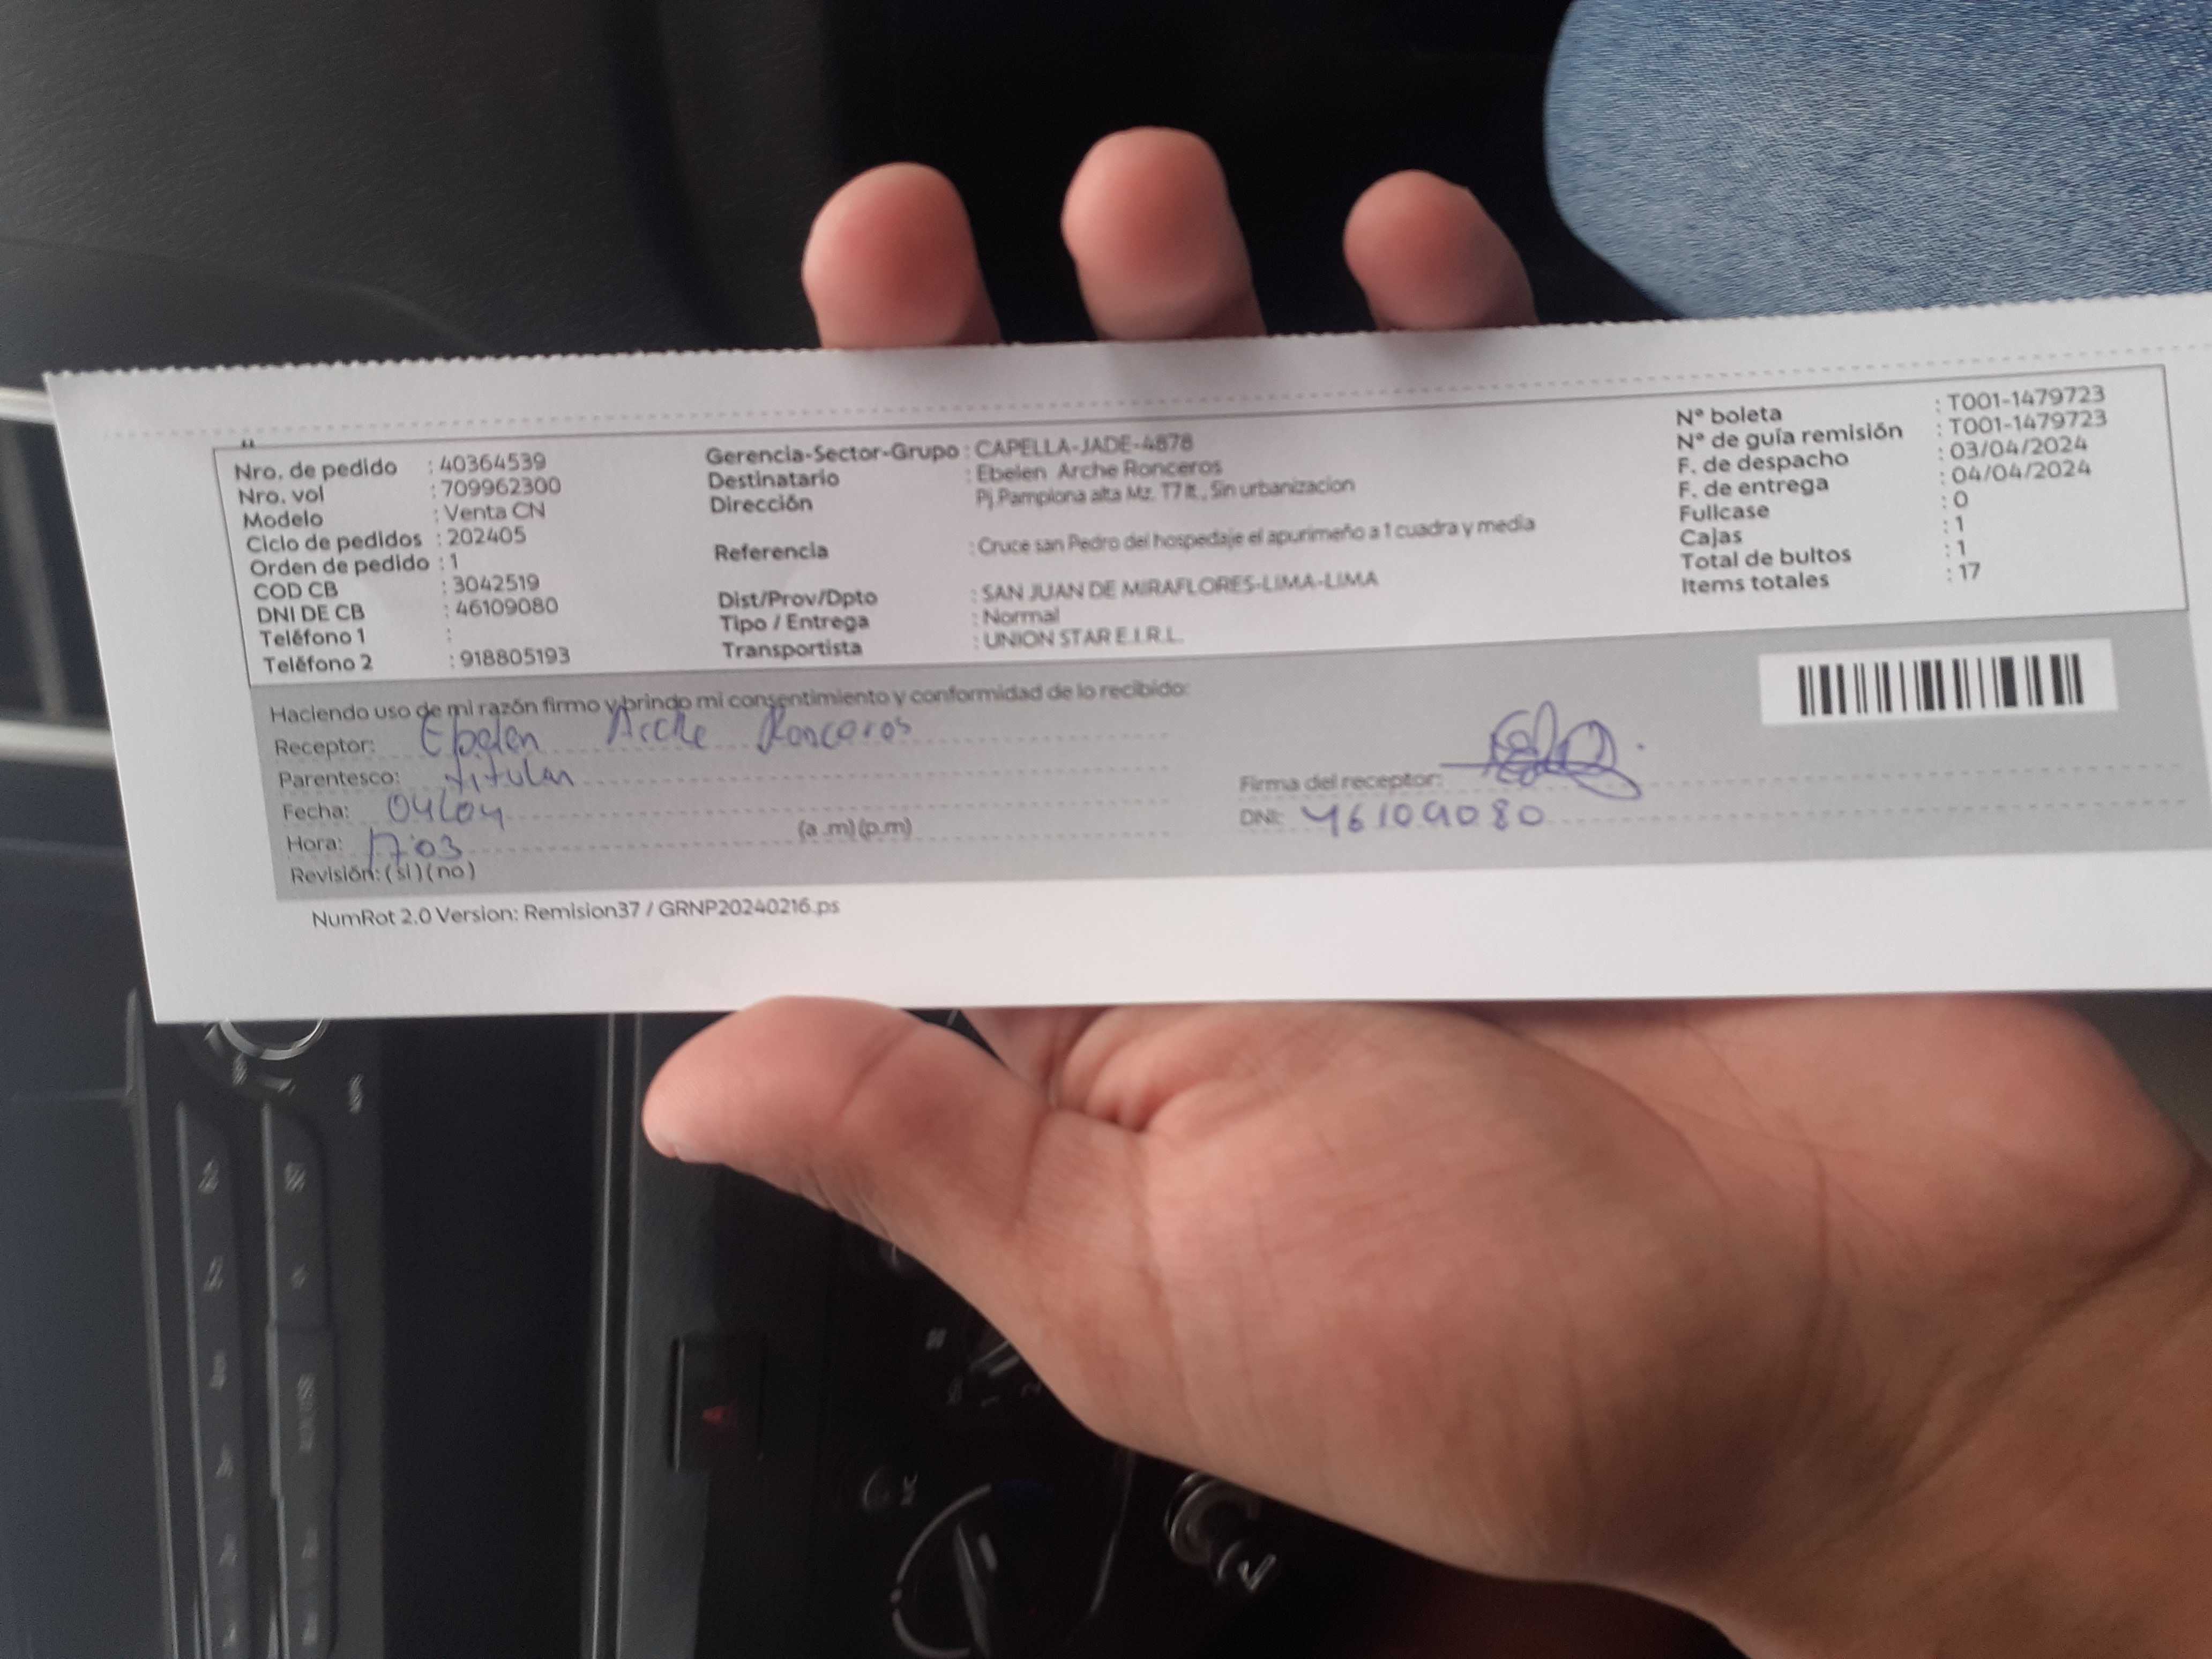 Nro. de pedido : 40364539
Nro. vol : 709962300
Modelo : Venta CN
Ciclo de pedidos : 202405
Orden de pedido : 1
COD CB : 3042519
DNI DE CB : 46109080
Teléfono 1 :
Teléfono 2 : 918805193
Gerencia-Sector-Grupo : CAPELLA-JADE-4878
Destinatario : Ebelen Arche Ronceros
Dirección Pj.Pamplona alta Mz. T7 lt., Sin urbanizacion
Referencia : Cruce san Pedro del hospedaje el apurimeño a 1 cuadra y media
Dist/Prov/Dpto : SAN JUAN DE MIRAFLORES-LIMA-LIMA
Tipo / Entrega : Normal
Transportista : UNION STAR E.I.R.L.
N° boleta : T001-1479723
N° de guía remisión : T001-1479723
F. de despacho : 03/04/2024
F. de entrega : 04/04/2024
Fullcase : 0
Cajas : 1
Total de bultos : 1
Items totales : 17
Haciendo uso de mi razón firmo y brindo mi consentimiento y conformidad de lo recibido:
Receptor: Ebelen Arche Ronceros
Parentesco: titular
Fecha: 04/04
Hora: 17:03 (a .m) (p.m)
Revisión: ( si ) ( no )
Firma del receptor:
DNI: 46109080
NumRot 2.0 Version: Remision37 / GRNP20240216.ps